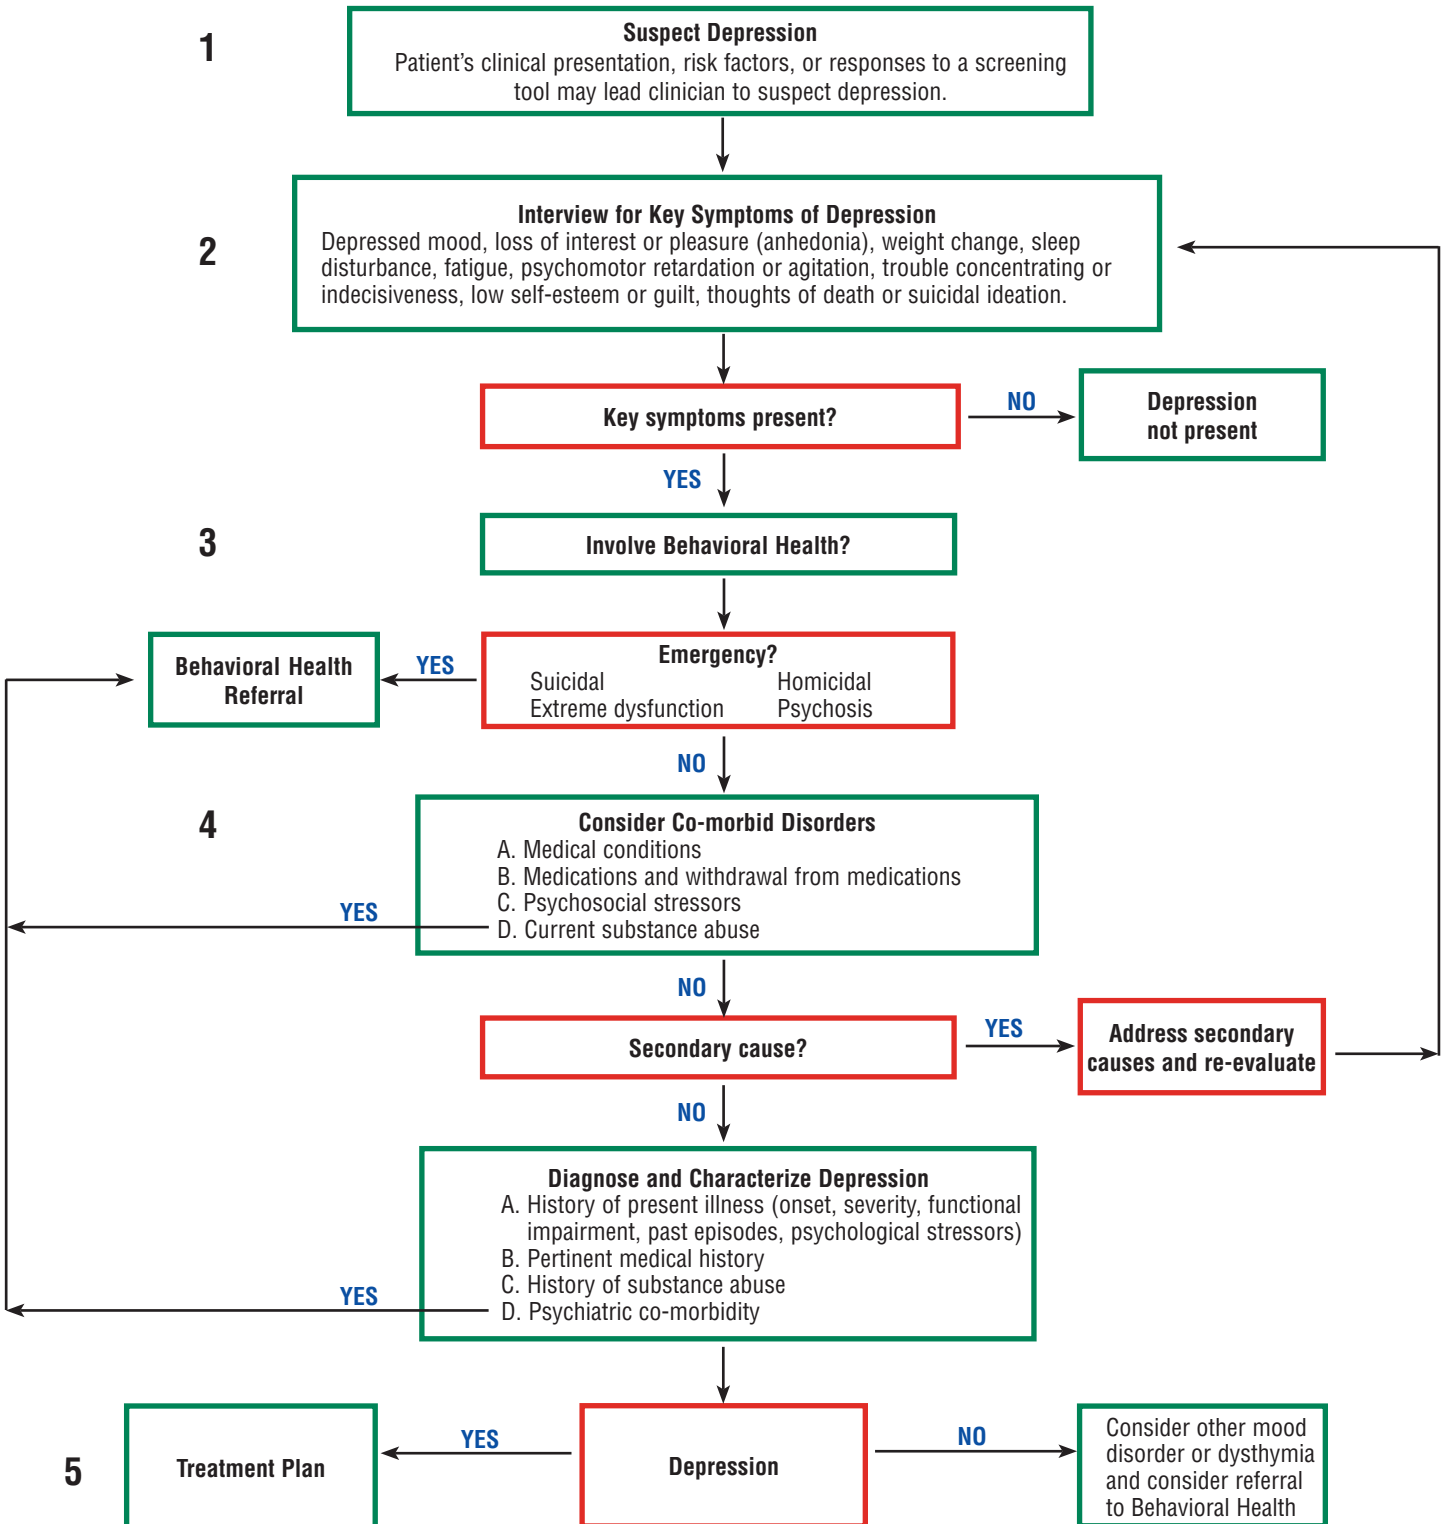 1
Suspect Depression
Patient’s clinical presentation, risk factors, or responses to a screening
tool may lead clinician to suspect depression.
2
Interview for Key Symptoms of Depression
Depressed mood, loss of interest or pleasure (anhedonia), weight change, sleep
disturbance, fatigue, psychomotor retardation or agitation, trouble concentrating or
indecisiveness, low self-esteem or guilt, thoughts of death or suicidal ideation.
Key symptoms present?
NO
Depression
not present
YES
3
Involve Behavioral Health?
Behavioral Health
Referral
YES
Emergency?
Suicidal Homicidal
Extreme dysfunction Psychosis
NO
4
Consider Co-morbid Disorders
A. Medical conditions
B. Medications and withdrawal from medications
C. Psychosocial stressors
D. Current substance abuse
YES
NO
Secondary cause?
YES
Address secondary
causes and re-evaluate
NO
Diagnose and Characterize Depression
A. History of present illness (onset, severity, functional
impairment, past episodes, psychological stressors)
B. Pertinent medical history
C. History of substance abuse
D. Psychiatric co-morbidity
YES
5
Treatment Plan
YES
Depression
NO
Consider other mood
disorder or dysthymia
and consider referral
to Behavioral Health